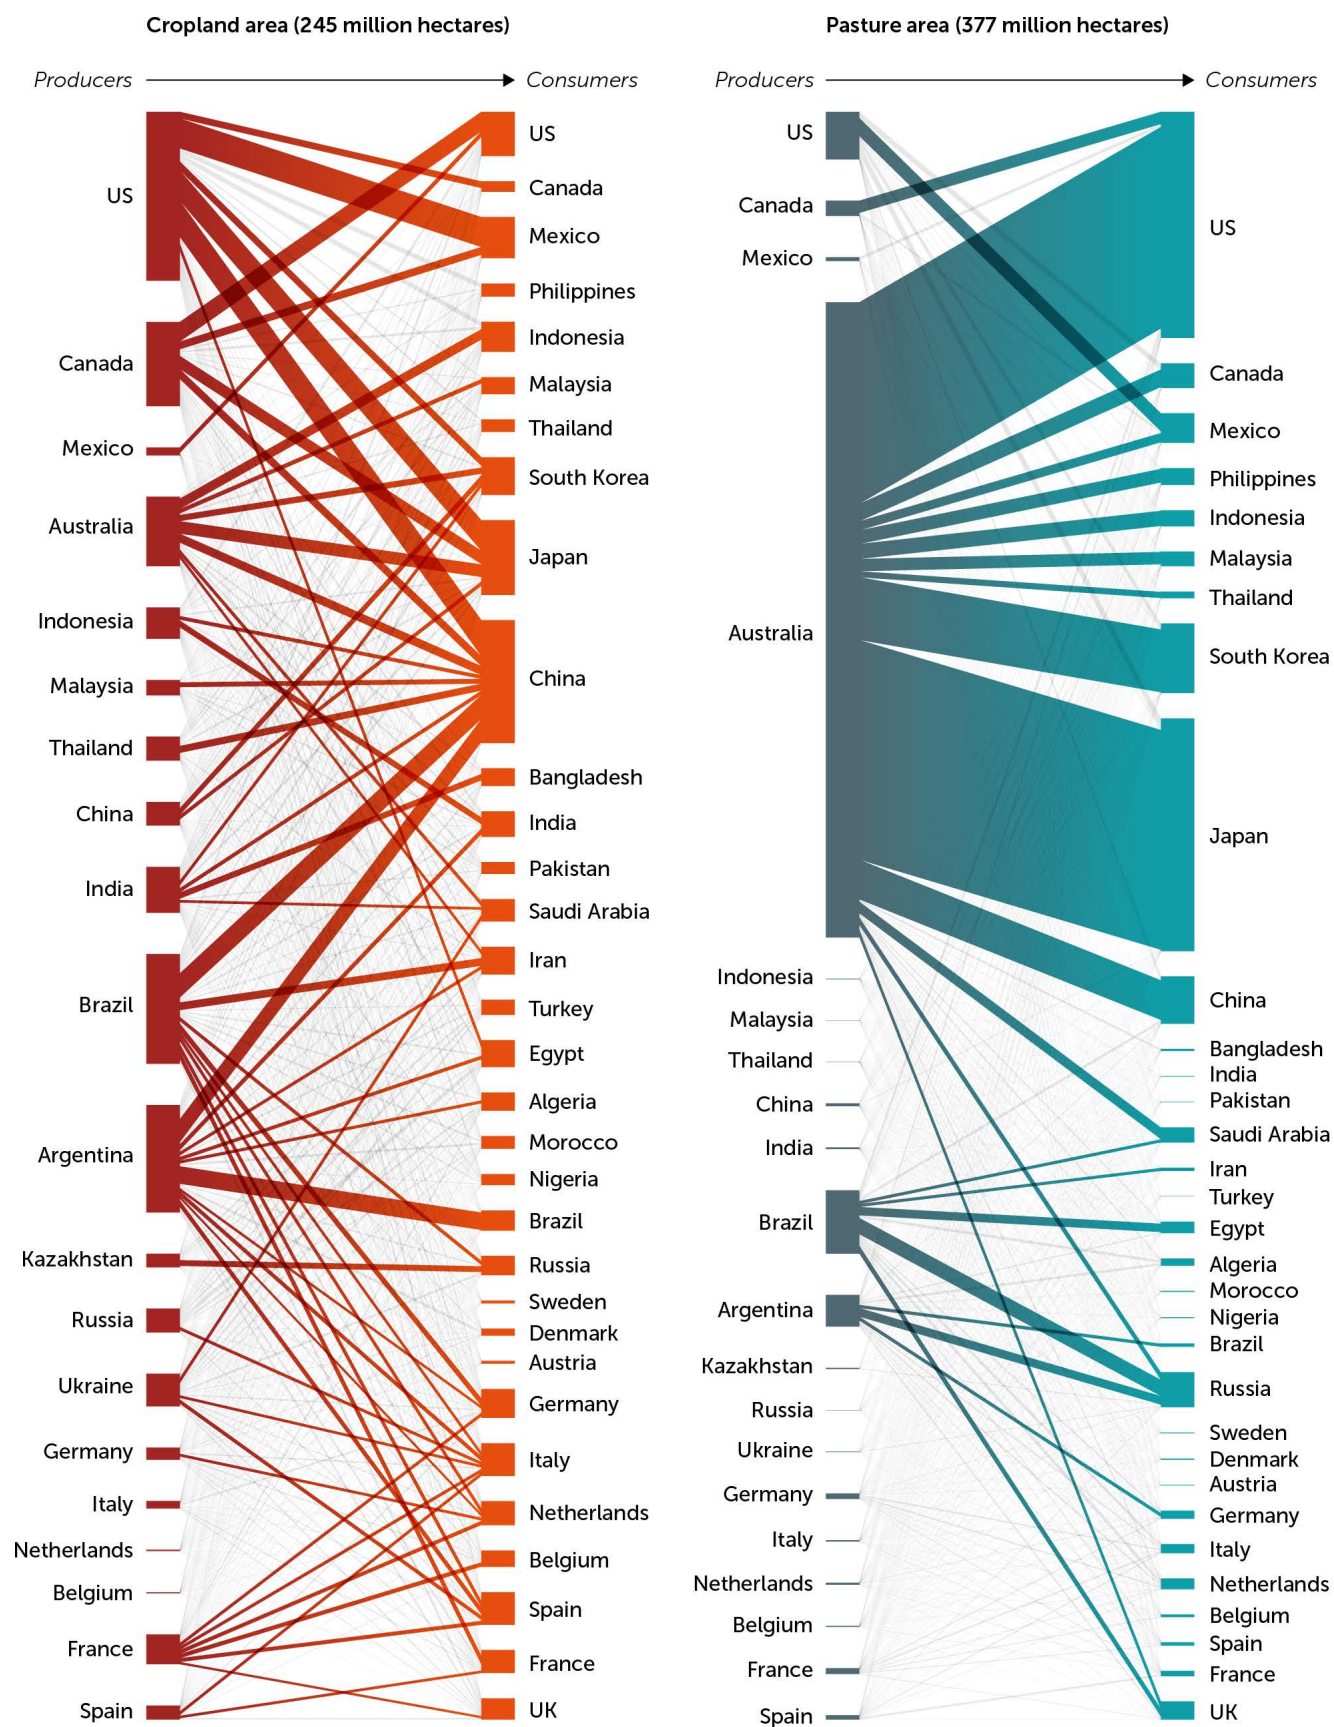 Cropland area (245 million hectares)
Producers
Consumers
US
Canada
Mexico
Australia
Indonesia
Malaysia
Thailand
China
India
Brazil
Argentina
Kazakhstan
Russia
Ukraine
Germany
Italy
Netherlands
Belgium
France
Spain
US
Canada
Mexico
Philippines
Indonesia
Malaysia
Thailand
South Korea
Japan
China
Bangladesh
India
Pakistan
Saudi Arabia
Iran
Turkey
Egypt
Algeria
Morocco
Nigeria
Brazil
Russia
Sweden
Denmark
Austria
Germany
Italy
Netherlands
Belgium
Spain
France
UK
Pasture area (377 million hectares)
Producers
Consumers
US
Canada
Mexico
Australia
Indonesia
Malaysia
Thailand
China
India
Brazil
Argentina
Kazakhstan
Russia
Ukraine
Germany
Italy
Netherlands
Belgium
France
Spain
US
Canada
Mexico
Philippines
Indonesia
Malaysia
Thailand
South Korea
Japan
China
Bangladesh
India
Pakistan
Saudi Arabia
Iran
Turkey
Egypt
Algeria
Morocco
Nigeria
Brazil
Russia
Sweden
Denmark
Austria
Germany
Italy
Netherlands
Belgium
Spain
France
UK